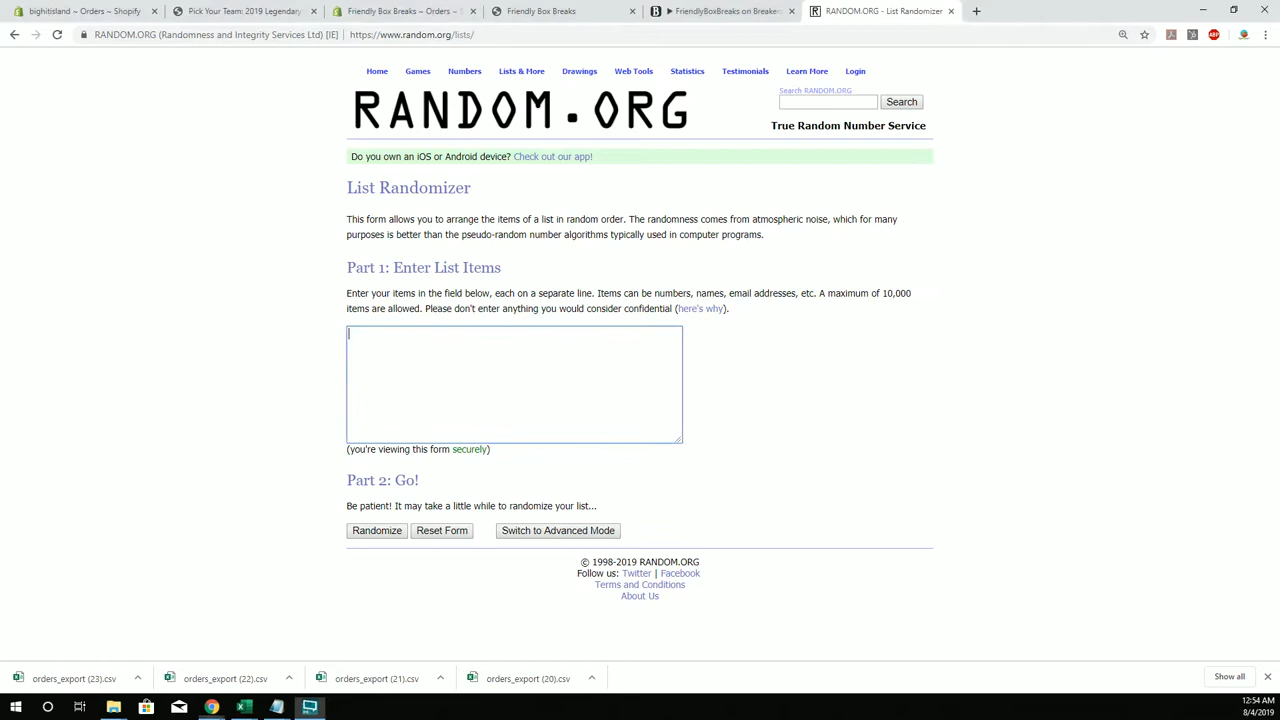 bighitisland ~ Orders ~ Shopify
Pick Your Team: 2019 Legendary
Friendly Box Breaks ~ Orders ~ S
Friendly Box Breaks
FriendlyBoxBreaks on Breakers
RANDOM.ORG - List Randomizer
RANDOM.ORG (Randomness and Integrity Services Ltd) [IE] | https://www.random.org/lists/
Home Games Numbers Lists & More Drawings Web Tools Statistics Testimonials Learn More Login
RANDOM.ORG
Search RANDOM.ORG
Search
True Random Number Service
Do you own an iOS or Android device? Check out our app!
List Randomizer
This form allows you to arrange the items of a list in random order. The randomness comes from atmospheric noise, which for many
purposes is better than the pseudo-random number algorithms typically used in computer programs.
Part 1: Enter List Items
Enter your items in the field below, each on a separate line. Items can be numbers, names, email addresses, etc. A maximum of 10,000
items are allowed. Please don't enter anything you would consider confidential (here's why).
(you're viewing this form securely)
Part 2: Go!
Be patient! It may take a little while to randomize your list...
Randomize Reset Form Switch to Advanced Mode
© 1998-2019 RANDOM.ORG
Follow us: Twitter | Facebook
Terms and Conditions
About Us
orders_export (23).csv orders_export (22).csv orders_export (21).csv orders_export (20).csv Show all
12:54 AM
8/4/2019